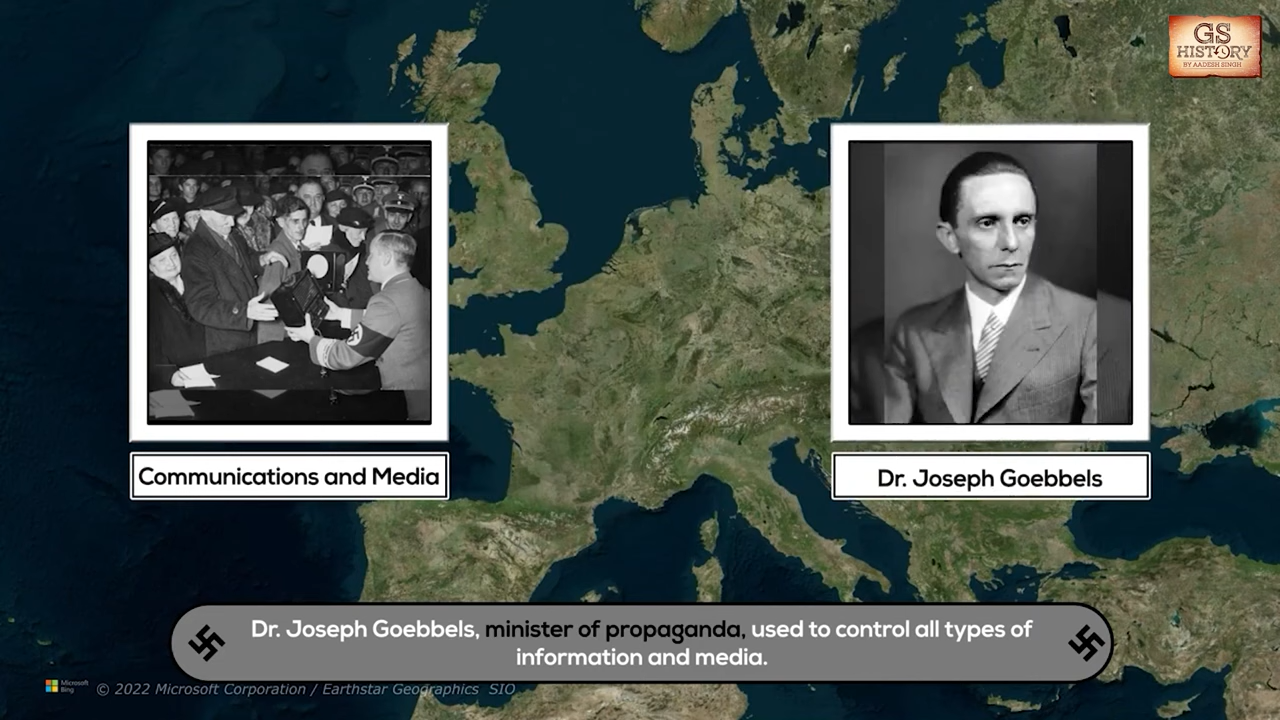 GS
HISTORY
BY AADESH SINGH
Communications and Media
Dr. Joseph Goebbels
Dr. Joseph Goebbels, minister of propaganda, used to control all types of
information and media.
Microsoft
Bing
© 2022 Microsoft Corporation / Earthstar Geographics SIO